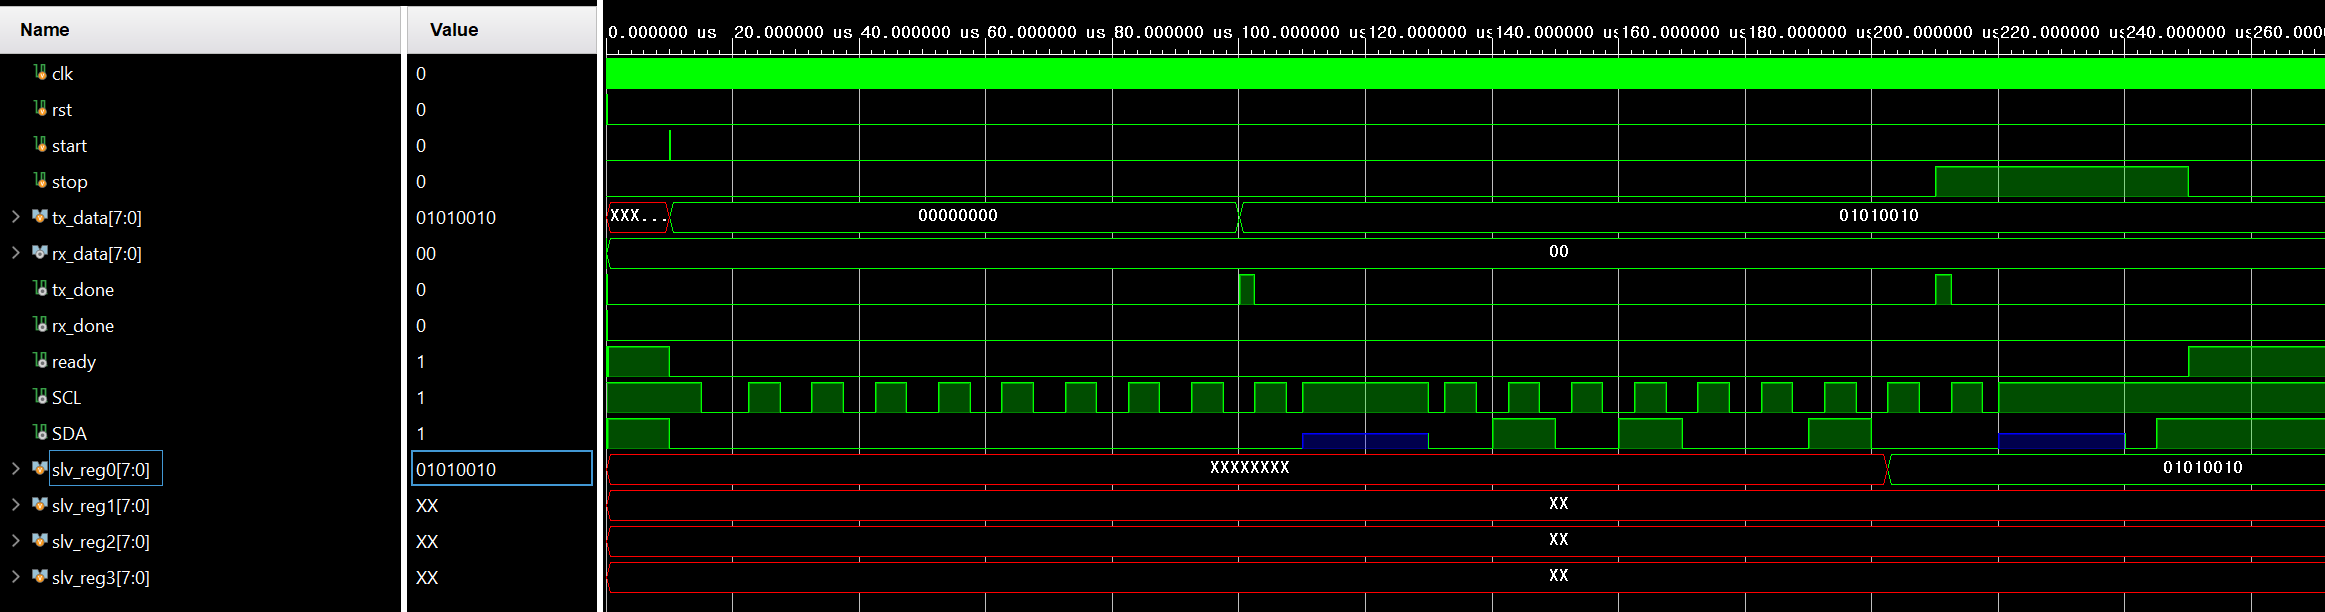 Name Value
0.000000 us 20.000000 us 40.000000 us 60.000000 us 80.000000 us 100.000000 us 120.000000 us 140.000000 us 160.000000 us 180.000000 us 200.000000 us 220.000000 us 240.000000 us 260.0000
clk 0
rst 0
start 0
stop 0
tx_data[7:0] 01010010 XXX... 00000000 01010010
rx_data[7:0] 00 00
tx_done 0
rx_done 0
ready 1
SCL 1
SDA 1
slv_reg0[7:0] 01010010 XXXXXXXX 01010010
slv_reg1[7:0] XX XX
slv_reg2[7:0] XX XX
slv_reg3[7:0] XX XX